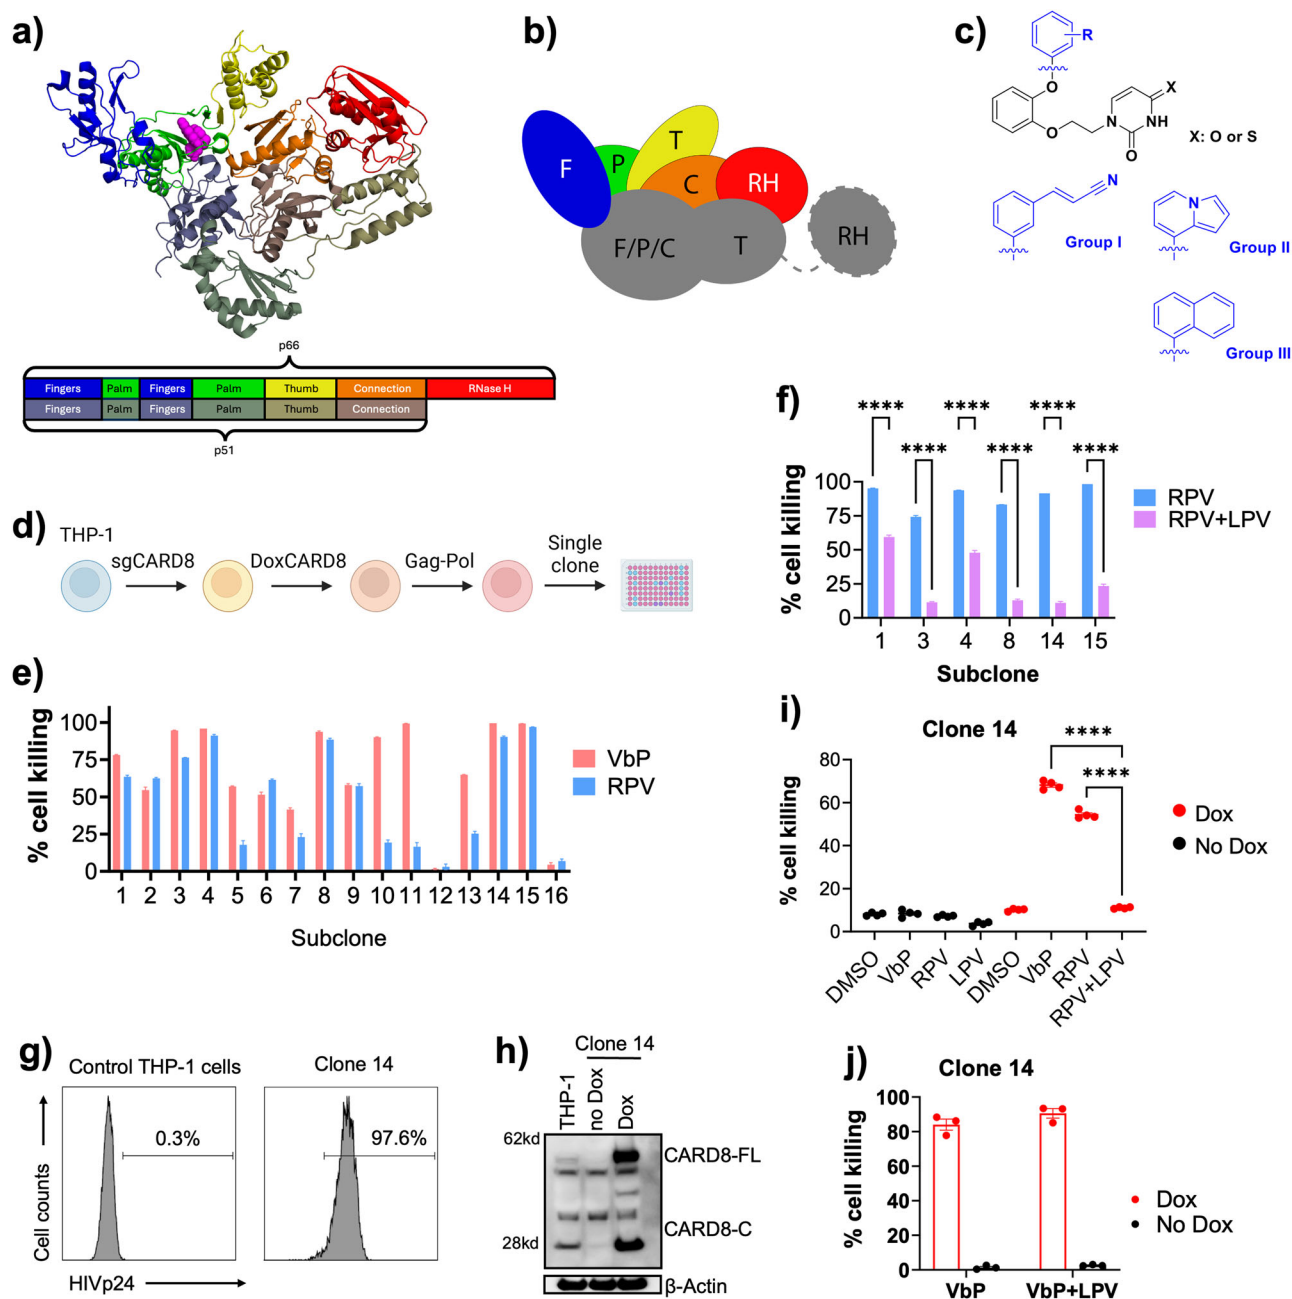 a)
p66
Fingers Palm Fingers Palm Thumb Connection RNase H
Fingers Palm Fingers Palm Thumb Connection
p51
b)
F P T C RH
F/P/C T RH
c)
R
O
O
N
NH
X
O
X: O or S
N
Group I
N
Group II
Group III
d)
THP-1
sgCARD8
DoxCARD8
Gag-Pol
Single
clone
e)
% cell killing
100
75
50
25
0
1 2 3 4 5 6 7 8 9 10 11 12 13 14 15 16
Subclone
VbP
RPV
f)
**** **** ****
**** **** ****
% cell killing
100
75
50
25
0
1 3 4 8 14 15
Subclone
RPV
RPV+LPV
g)
Control THP-1 cells
Clone 14
0.3%
97.6%
Cell counts
HIVp24
h)
Clone 14
THP-1
no Dox
Dox
62kd
28kd
CARD8-FL
CARD8-C
β-Actin
i)
Clone 14
****
****
% cell killing
80
60
40
20
0
DMSO VbP RPV LPV DMSO VbP RPV RPV+LPV
Dox
No Dox
j)
Clone 14
% cell killing
100
80
60
40
20
0
VbP VbP+LPV
Dox
No Dox